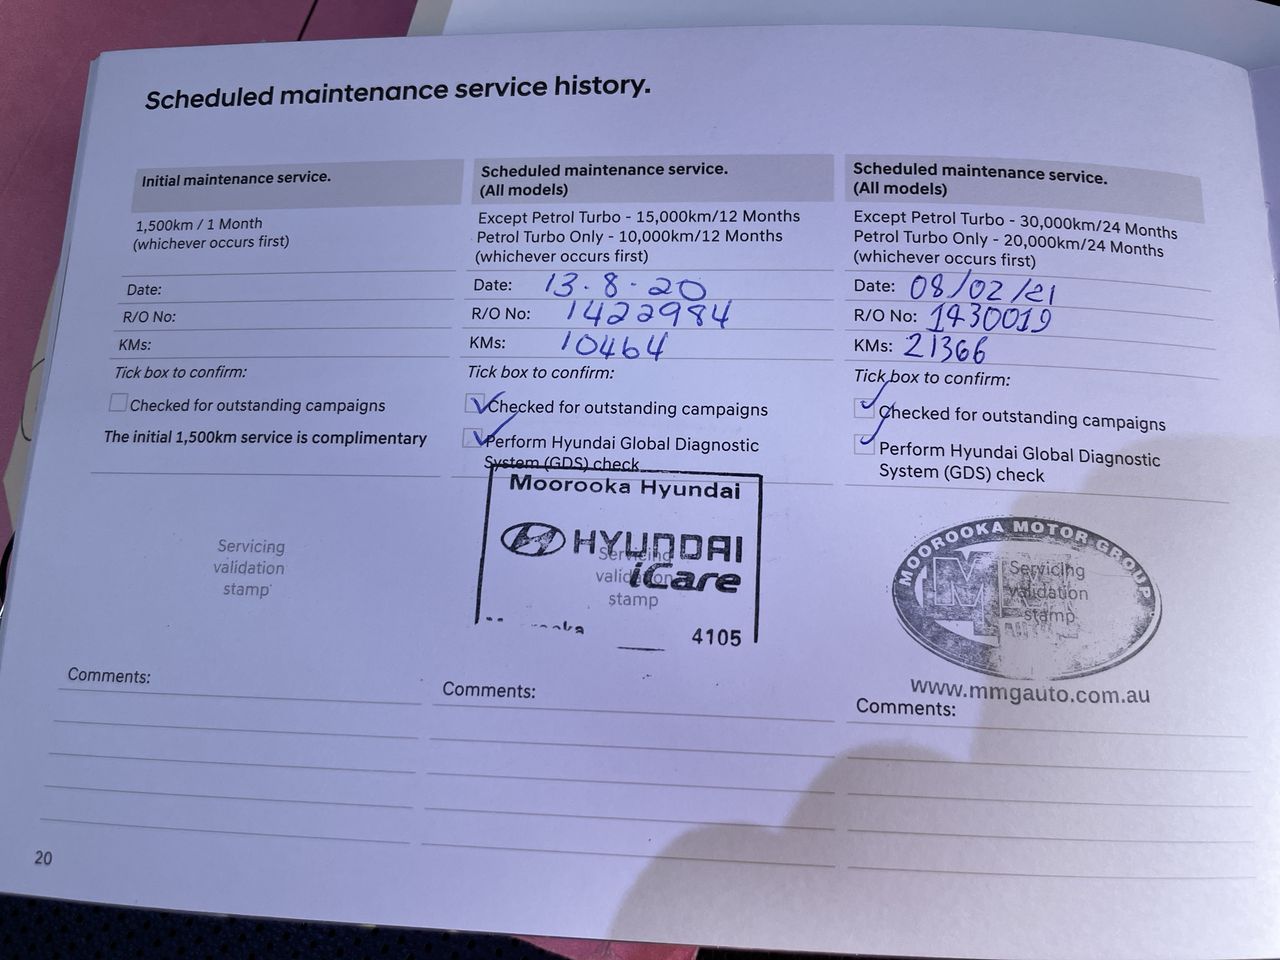 Scheduled maintenance service history.
Initial maintenance service.
1,500km / 1 Month
(whichever occurs first)
Date:
R/O No:
KMs:
Tick box to confirm:
Checked for outstanding campaigns
The initial 1,500km service is complimentary
Servicing
validation
stamp
Comments:
Scheduled maintenance service.
(All models)
Except Petrol Turbo - 15,000km/12 Months
Petrol Turbo Only - 10,000km/12 Months
(whichever occurs first)
Date: 13.8.20
R/O No: 1422984
KMs: 10464
Tick box to confirm:
Checked for outstanding campaigns
Perform Hyundai Global Diagnostic
System (GDS) check
Moorooka Hyundai
HYUNDAI
iCare
Servicing
validation
stamp
4105
Comments:
Scheduled maintenance service.
(All models)
Except Petrol Turbo - 30,000km/24 Months
Petrol Turbo Only - 20,000km/24 Months
(whichever occurs first)
Date: 08/02/21
R/O No: 1430019
KMs: 21366
Tick box to confirm:
Checked for outstanding campaigns
Perform Hyundai Global Diagnostic
System (GDS) check
MOOROOKA MOTOR GROUP
Servicing
validation
stamp
www.mmgauto.com.au
Comments:
20